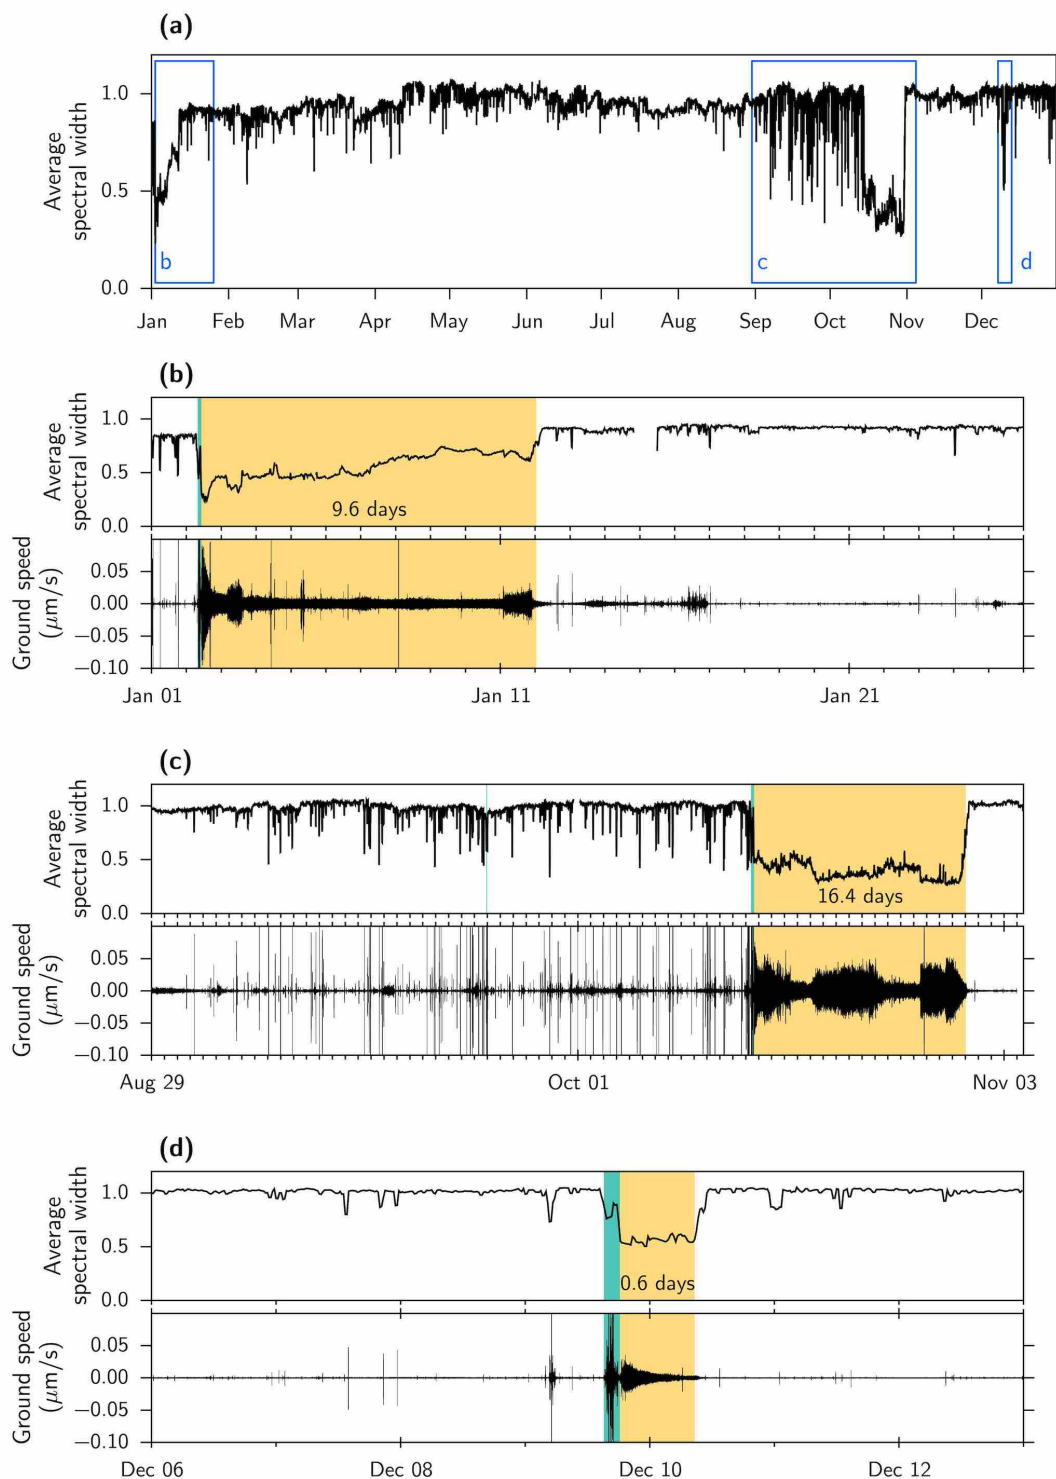 (a)
Average
spectral width
1.0
0.5
0.0
b
c
d
Jan Feb Mar Apr May Jun Jul Aug Sep Oct Nov Dec
(b)
Average
spectral width
1.0
0.5
0.0
9.6 days
Ground speed
(μm/s)
0.05
0.00
−0.05
−0.10
Jan 01 Jan 11 Jan 21
(c)
Average
spectral width
1.0
0.5
0.0
16.4 days
Ground speed
(μm/s)
0.05
0.00
−0.05
−0.10
Aug 29 Oct 01 Nov 03
(d)
Average
spectral width
1.0
0.5
0.0
0.6 days
Ground speed
(μm/s)
0.05
0.00
−0.05
−0.10
Dec 06 Dec 08 Dec 10 Dec 12